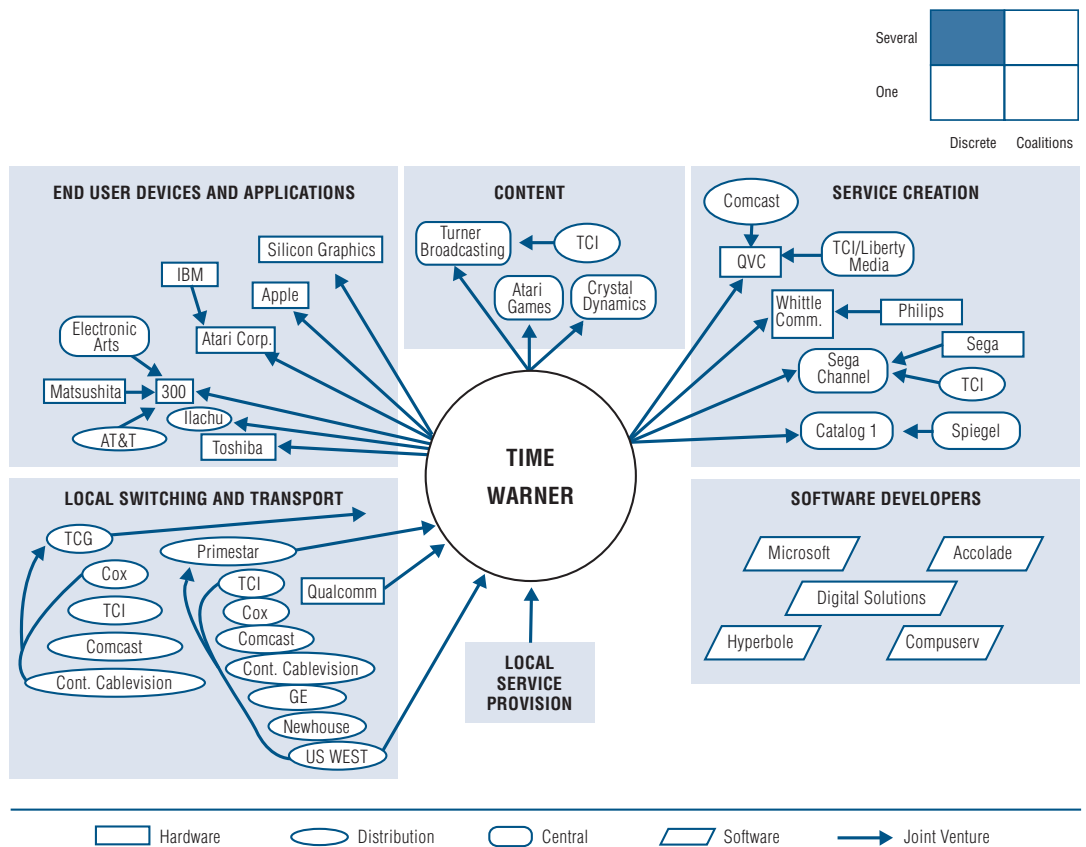 Several
One
Discrete Coalitions
END USER DEVICES AND APPLICATIONS
Silicon Graphics
IBM
Apple
Electronic
Arts
Atari Corp.
Matsushita
300
Ilachu
AT&T
Toshiba
CONTENT
Turner
Broadcasting
TCI
Atari
Games
Crystal
Dynamics
SERVICE CREATION
Comcast
QVC
TCI/Liberty
Media
Whittle
Comm.
Philips
Sega
Sega
Channel
TCI
Catalog 1
Spiegel
TIME
WARNER
LOCAL SWITCHING AND TRANSPORT
TCG
Primestar
Cox
TCI
Qualcomm
TCI
Cox
Comcast
Comcast
Cont. Cablevision
Cont. Cablevision
GE
Newhouse
US WEST
LOCAL
SERVICE
PROVISION
SOFTWARE DEVELOPERS
Microsoft
Accolade
Digital Solutions
Hyperbole
Compuserv
Hardware Distribution Central Software Joint Venture